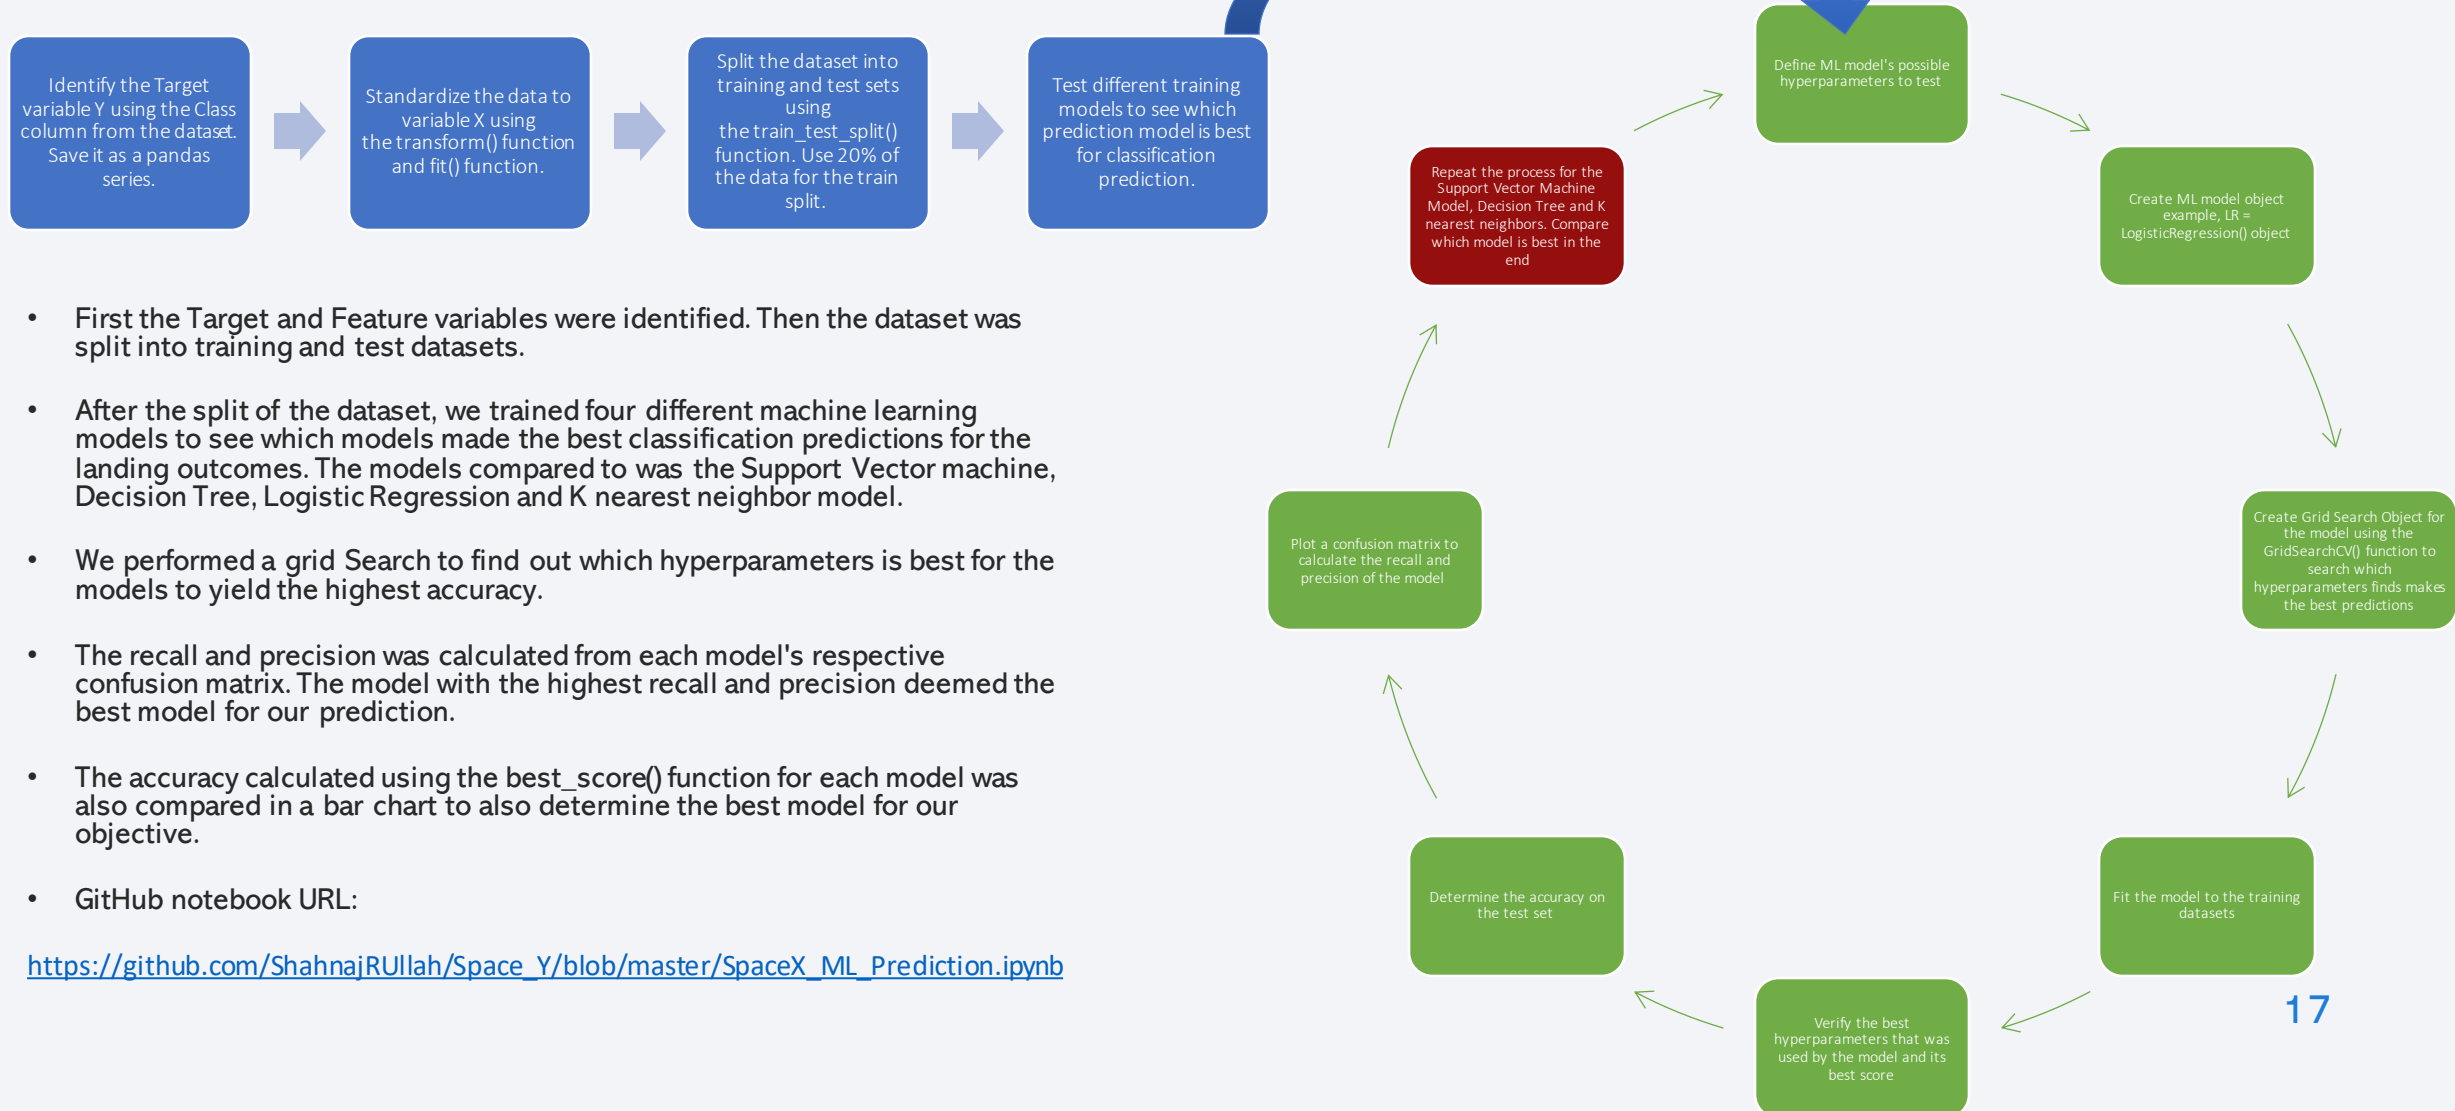 Identify the Target
variable Y using the Class
column from the dataset.
Save it as a pandas
series.
Standardize the data to
variable X using
the transform() function
and fit() function.
Split the dataset into
training and test sets
using
the train_test_split()
function. Use 20% of
the data for the train
split.
Test different training
models to see which
prediction model is best
for classification
prediction.
• First the Target and Feature variables were identified. Then the dataset was
split into training and test datasets.
• After the split of the dataset, we trained four different machine learning
models to see which models made the best classification predictions for the
landing outcomes. The models compared to was the Support Vector machine,
Decision Tree, Logistic Regression and K nearest neighbor model.
• We performed a grid Search to find out which hyperparameters is best for the
models to yield the highest accuracy.
• The recall and precision was calculated from each model's respective
confusion matrix. The model with the highest recall and precision deemed the
best model for our prediction.
• The accuracy calculated using the best_score() function for each model was
also compared in a bar chart to also determine the best model for our
objective.
• GitHub notebook URL:
https://github.com/ShahnajRUllah/Space_Y/blob/master/SpaceX_ML_Prediction.ipynb
Define ML model's possible
hyperparameters to test
Create ML model object
example, LR =
LogisticRegression() object
Create Grid Search Object for
the model using the
GridSearchCV() function to
search which
hyperparameters finds makes
the best predictions
Fit the model to the training
datasets
Verify the best
hyperparameters that was
used by the model and its
best score
Determine the accuracy on
the test set
Plot a confusion matrix to
calculate the recall and
precision of the model
Repeat the process for the
Support Vector Machine
Model, Decision Tree and K
nearest neighbors. Compare
which model is best in the
end
17